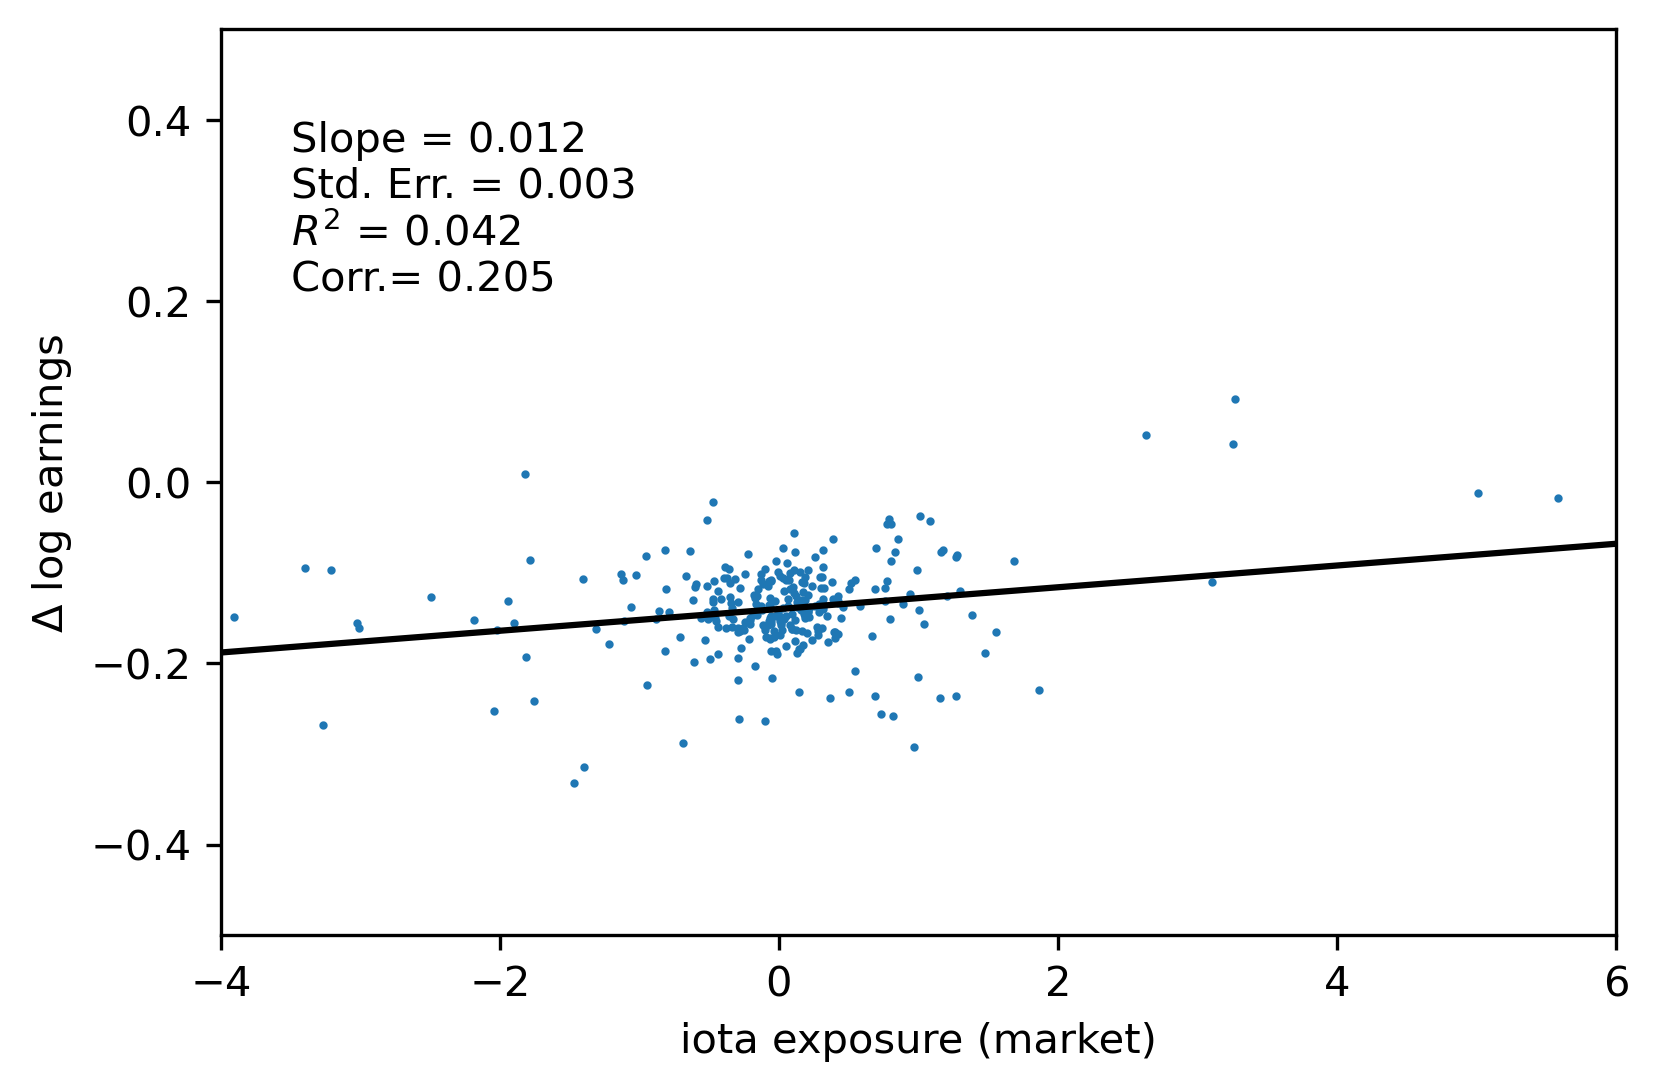 Slope = 0.012
Std. Err. = 0.003
R² = 0.042
Corr.= 0.205
Δ log earnings
0.4
0.2
0.0
−0.2
−0.4
−4 −2 0 2 4 6
iota exposure (market)